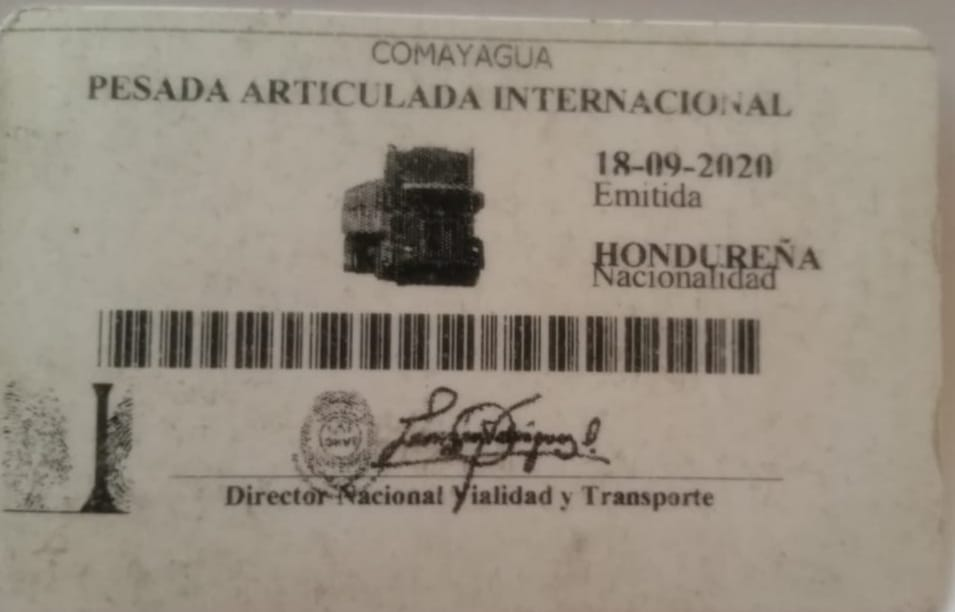 COMAYAGUA
PESADA ARTICULADA INTERNACIONAL
18-09-2020
Emitida
HONDUREÑA
Nacionalidad
Director Nacional Vialidad y Transporte